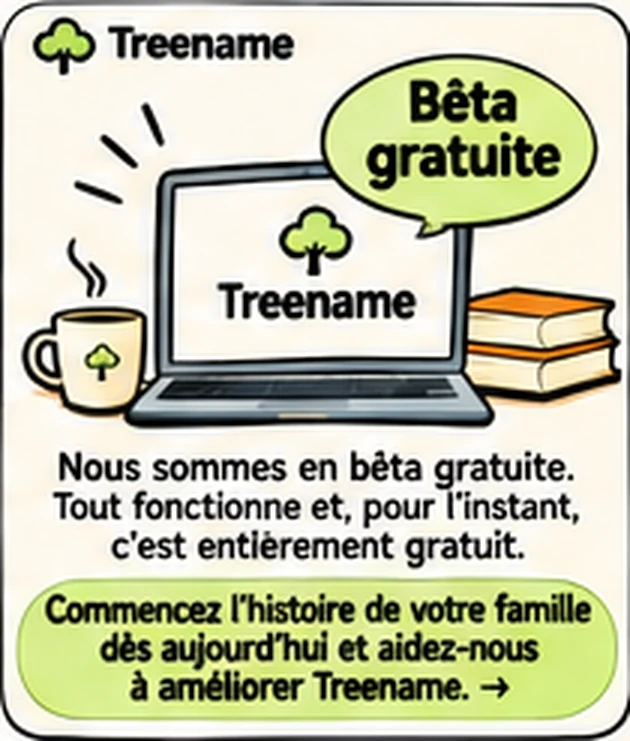 Treename
Bêta
gratuite
Treename
Nous sommes en bêta gratuite.
Tout fonctionne et, pour l'instant,
c'est entièrement gratuit.
Commencez l'histoire de votre famille
dès aujourd'hui et aidez-nous
à améliorer Treename. →